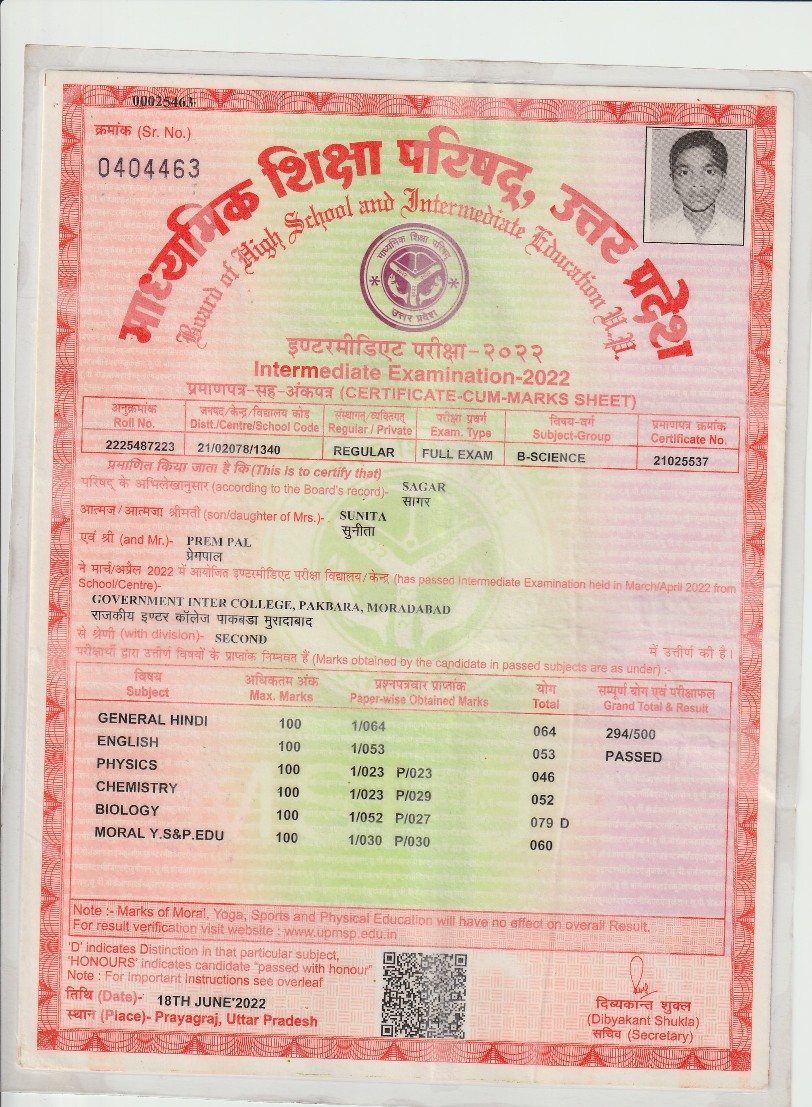 00025463
क्रमांक (Sr. No.)
0404463
माध्यमिक शिक्षा परिषद्, उत्तर प्रदेश
Board of High School and Intermediate Education U.P.
माध्यमिक शिक्षा परिषद
उत्तर प्रदेश
इण्टरमीडिएट परीक्षा-२०२२
Intermediate Examination-2022
प्रमाणपत्र-सह-अंकपत्र (CERTIFICATE-CUM-MARKS SHEET)
अनुक्रमांक जनपद/केन्द्र/विद्यालय कोड संस्थागत/व्यक्तिगत् परीक्षा प्रवर्ग विषय-वर्ग प्रमाणपत्र क्रमांक
Roll No. Distt./Centre/School Code Regular / Private Exam. Type Subject-Group Certificate No.
2225487223 21/02078/1340 REGULAR FULL EXAM B-SCIENCE 21025537
प्रमाणित किया जाता है कि (This is to certify that)
परिषद् के अभिलेखानुसार (according to the Board's record)- SAGAR
सागर
आत्मज/आत्मजा श्रीमती (son/daughter of Mrs.)- SUNITA
सुनीता
एवं श्री (and Mr.)- PREM PAL
प्रेमपाल
ने मार्च/अप्रैल 2022 में आयोजित इण्टरमीडिएट परीक्षा विद्यालय/केन्द्र (has passed Intermediate Examination held in March/April 2022 from
School/Centre)-
GOVERNMENT INTER COLLEGE, PAKBARA, MORADABAD
राजकीय इण्टर कॉलेज पाकबडा मुरादाबाद
से श्रेणी (with division)- SECOND में उत्तीर्ण की है।
परीक्षार्थी द्वारा उत्तीर्ण विषयों के प्राप्तांक निम्नवत हैं (Marks obtained by the candidate in passed subjects are as under) :-
विषय अधिकतम अंक प्रश्नपत्रवार प्राप्तांक योग सम्पूर्ण योग एवं परीक्षाफल
Subject Max. Marks Paper-wise Obtained Marks Total Grand Total & Result
GENERAL HINDI 100 1/064 064 294/500
ENGLISH 100 1/053 053 PASSED
PHYSICS 100 1/023 P/023 046
CHEMISTRY 100 1/023 P/029 052
BIOLOGY 100 1/052 P/027 079 D
MORAL Y.S&P.EDU 100 1/030 P/030 060
Note :- Marks of Moral, Yoga, Sports and Physical Education will have no effect on overall Result.
For result verification visit website : www.upmsp.edu.in
'D' indicates Distinction in that particular subject,
'HONOURS' indicates candidate "passed with honour"
Note : For Important Instructions see overleaf
तिथि (Date)- 18TH JUNE'2022
स्थान (Place)- Prayagraj, Uttar Pradesh
दिव्यकान्त शुक्ल
(Dibyakant Shukla)
सचिव (Secretary)